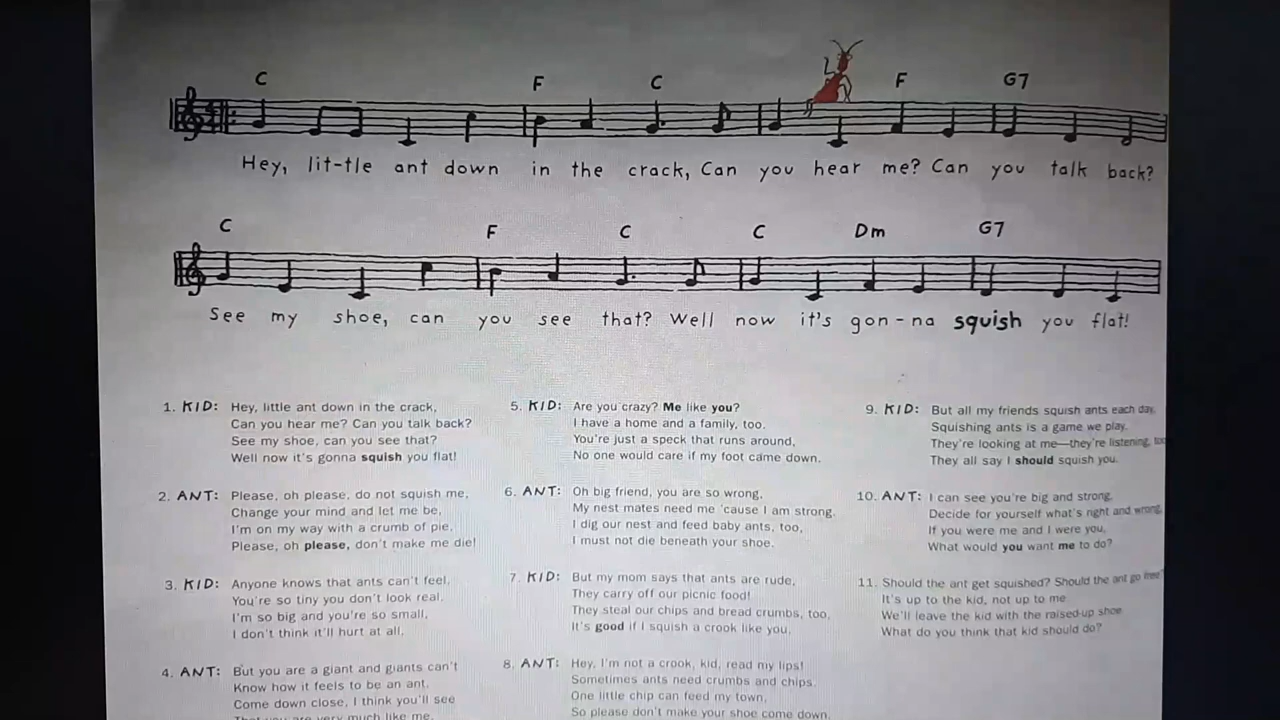 C F C F G7
Hey, lit-tle ant down in the crack, Can you hear me? Can you talk back?
C F C C Dm G7
See my shoe, can you see that? Well now it's gon-na squish you flat!
1. KID: Hey, little ant down in the crack,
Can you hear me? Can you talk back?
See my shoe, can you see that?
Well now it's gonna squish you flat!
2. ANT: Please, oh please, do not squish me,
Change your mind and let me be,
I'm on my way with a crumb of pie,
Please, oh please, don't make me die!
3. KID: Anyone knows that ants can't feel,
You're so tiny you don't look real,
I'm so big and you're so small,
I don't think it'll hurt at all,
4. ANT: But you are a giant and giants can't
Know how it feels to be an ant,
Come down close, I think you'll see
That you are very much like me.
5. KID: Are you crazy? Me like you?
I have a home and a family, too.
You're just a speck that runs around,
No one would care if my foot came down.
6. ANT: Oh big friend, you are so wrong,
My nest mates need me 'cause I am strong.
I dig our nest and feed baby ants, too,
I must not die beneath your shoe.
7. KID: But my mom says that ants are rude,
They carry off our picnic food!
They steal our chips and bread crumbs, too,
It's good if I squish a crook like you.
8. ANT: Hey, I'm not a crook, kid, read my lips!
Sometimes ants need crumbs and chips.
One little chip can feed my town,
So please don't make your shoe come down.
9. KID: But all my friends squish ants each day,
Squishing ants is a game we play.
They're looking at me—they're listening, too
They all say I should squish you.
10. ANT: I can see you're big and strong,
Decide for yourself what's right and wrong,
If you were me and I were you,
What would you want me to do?
11. Should the ant get squished? Should the ant go free?
It's up to the kid, not up to me
We'll leave the kid with the raised-up shoe
What do you think that kid should do?